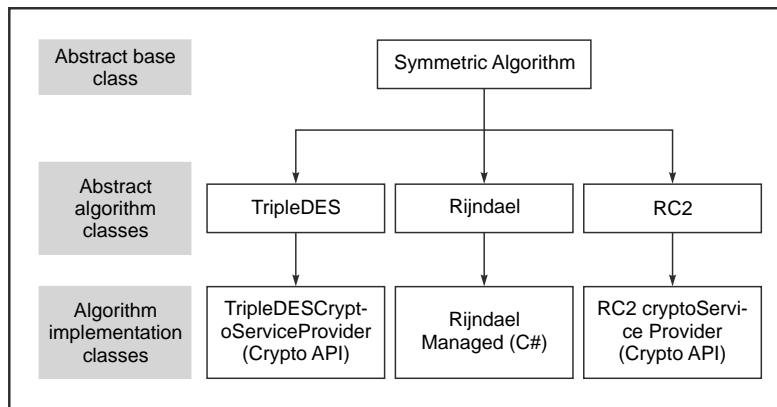 Abstract base
class
Symmetric Algorithm
Abstract
algorithm
classes
TripleDES
Rijndael
RC2
Algorithm
implementation
classes
TripleDESCrypt-
oServiceProvider
(Crypto API)
Rijndael
Managed (C#)
RC2 cryptoServi-
ce Provider
(Crypto API)